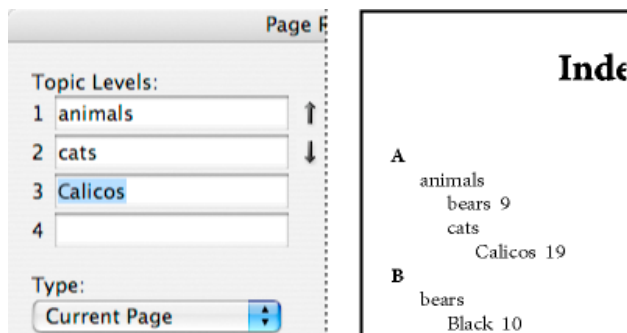 Page
Topic Levels:
1 animals
2 cats
3 Calicos
4
Type:
Current Page
Inde
A
animals
bears 9
cats
Calicos 19
B
bears
Black 10